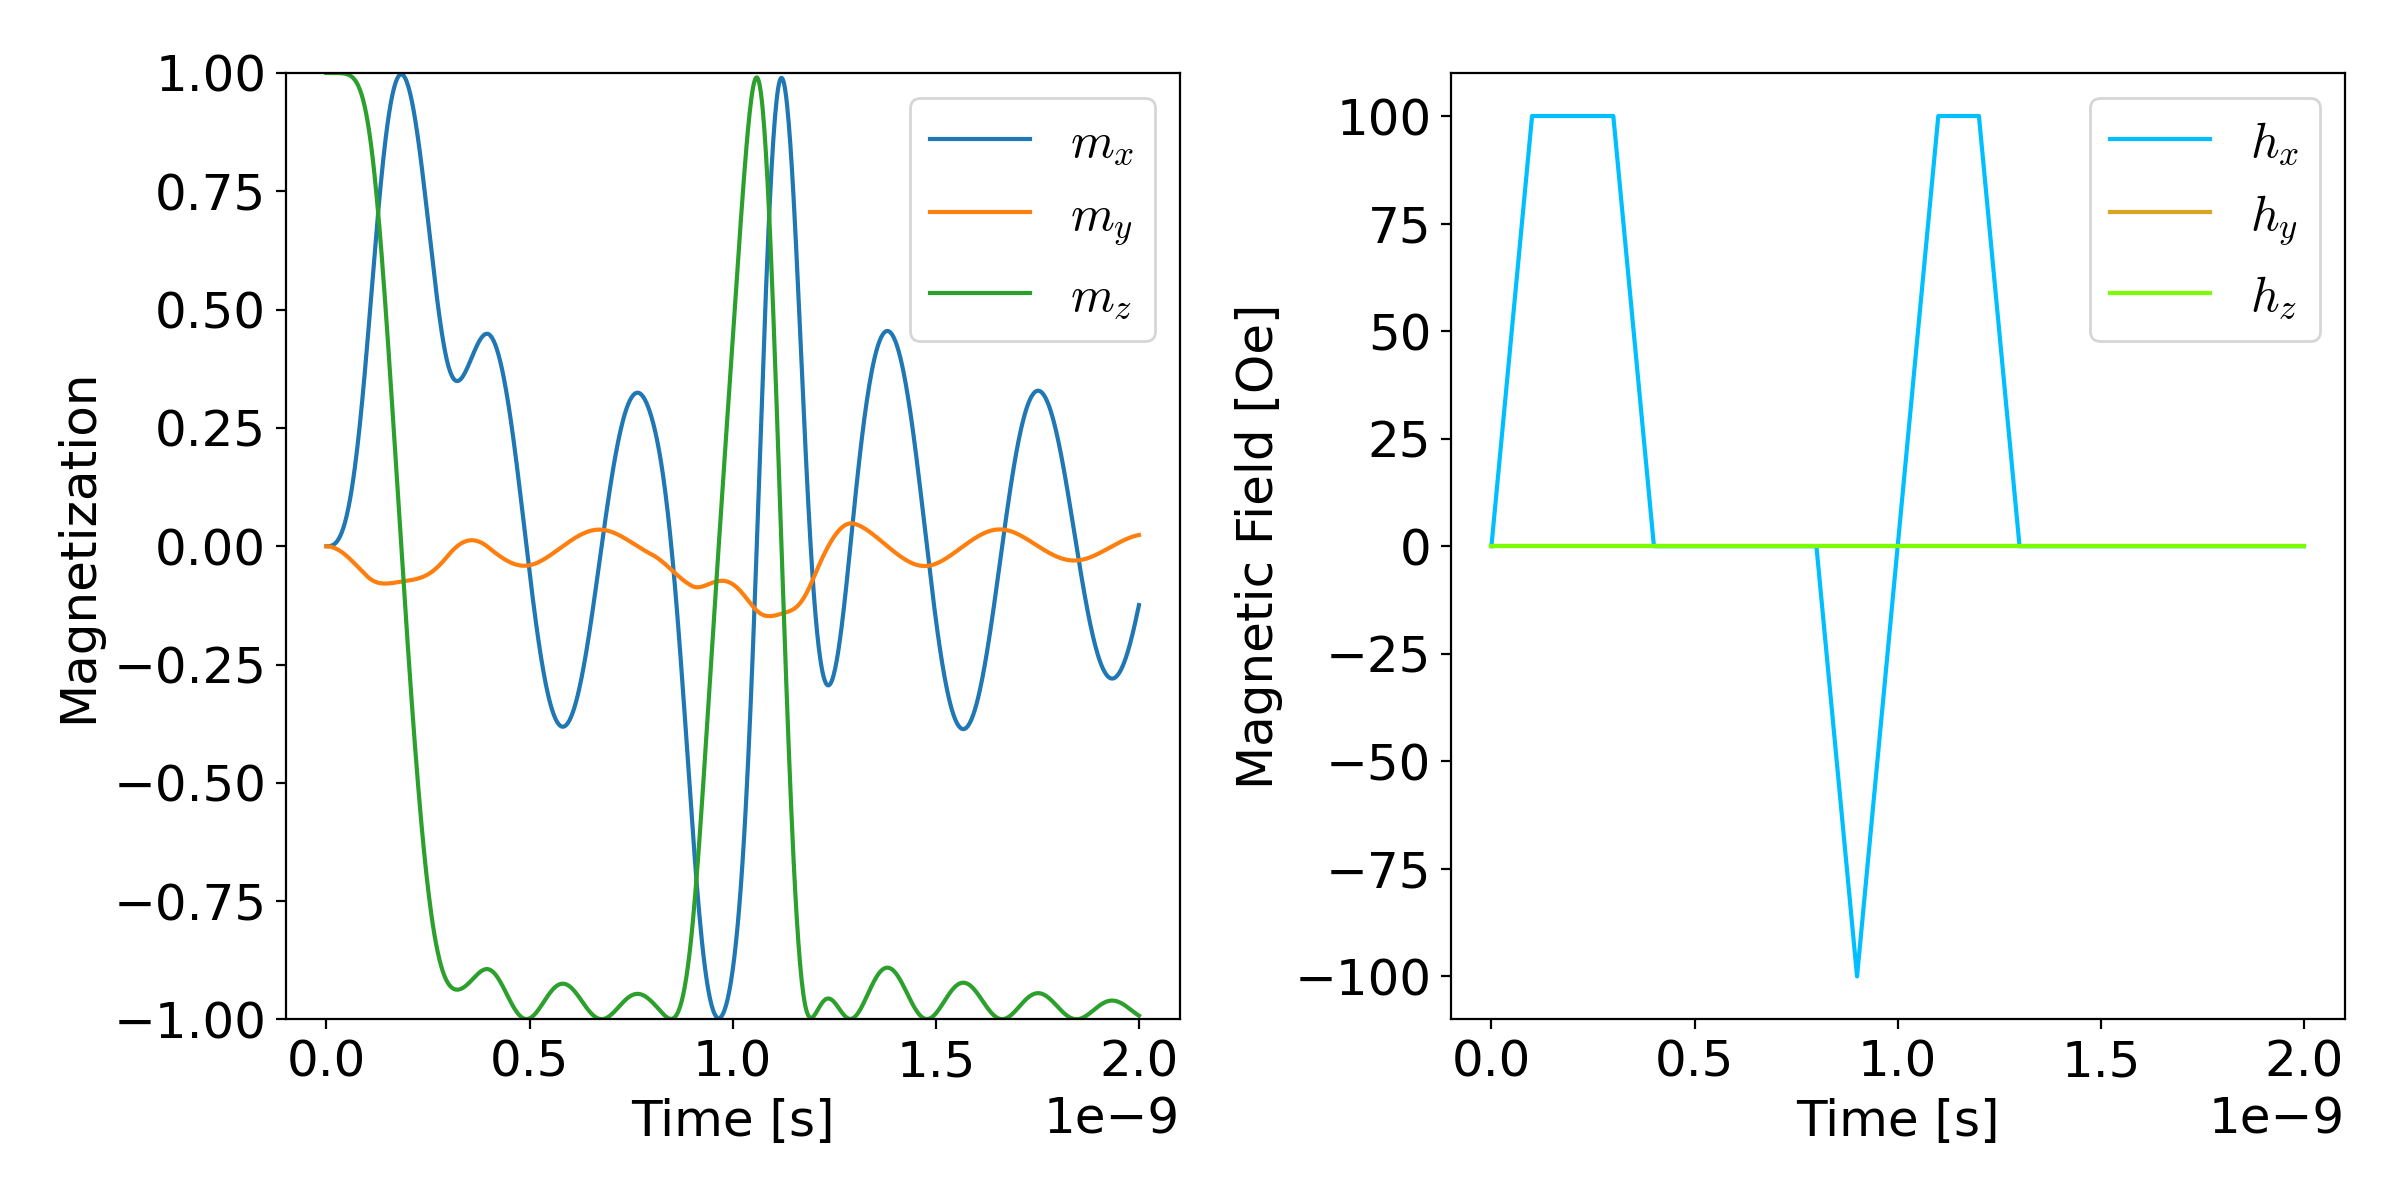 Magnetization
1.00
0.75
0.50
0.25
0.00
−0.25
−0.50
−0.75
−1.00
0.0 0.5 1.0 1.5 2.0
Time [s]
1e−9
m_x
m_y
m_z
Magnetic Field [Oe]
100
75
50
25
0
−25
−50
−75
−100
0.0 0.5 1.0 1.5 2.0
Time [s]
1e−9
h_x
h_y
h_z